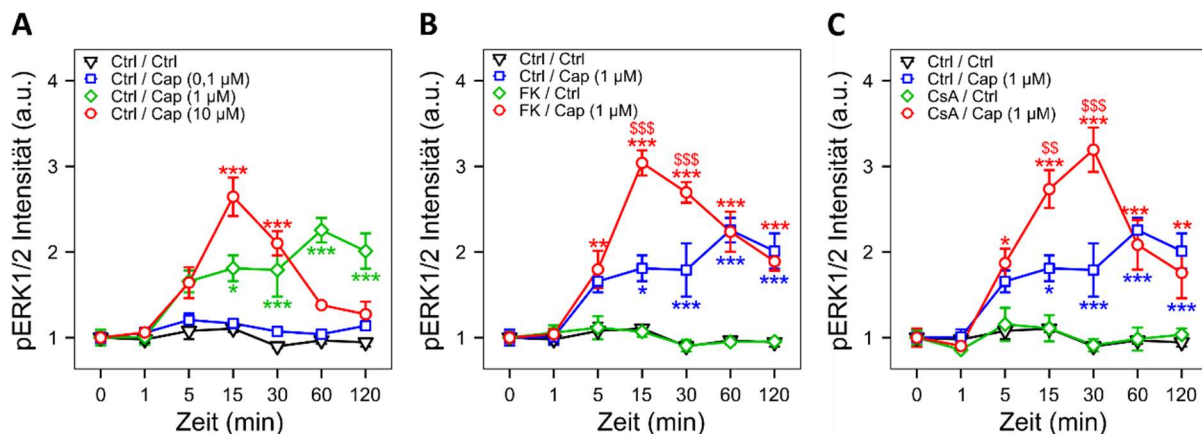 A
pERK1/2 Intensität (a.u.)
4
3
2
1
Ctrl / Ctrl
Ctrl / Cap (0,1 µM)
Ctrl / Cap (1 µM)
Ctrl / Cap (10 µM)
***
***
*
***
***
***
0 1 5 15 30 60 120
Zeit (min)
B
pERK1/2 Intensität (a.u.)
4
3
2
1
Ctrl / Ctrl
Ctrl / Cap (1 µM)
FK / Ctrl
FK / Cap (1 µM)
$$$
***
$$$
***
**
***
***
*
***
***
***
0 1 5 15 30 60 120
Zeit (min)
C
pERK1/2 Intensität (a.u.)
4
3
2
1
Ctrl / Ctrl
Ctrl / Cap (1 µM)
CsA / Ctrl
CsA / Cap (1 µM)
$$$
***
$$
***
*
***
**
*
***
***
***
0 1 5 15 30 60 120
Zeit (min)